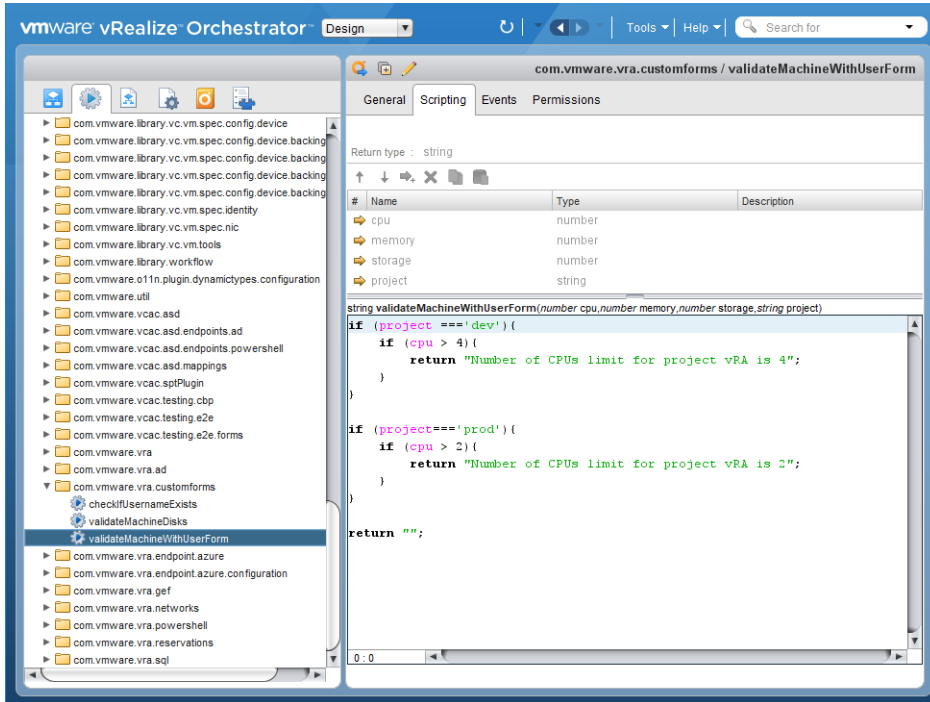 vmware vRealize Orchestrator Design Tools Help Search for
com.vmware.vra.customforms / validateMachineWithUserForm
General Scripting Events Permissions
com.vmware.library.vc.vm.spec.config.device
com.vmware.library.vc.vm.spec.config.device.backing
com.vmware.library.vc.vm.spec.config.device.backing
com.vmware.library.vc.vm.spec.config.device.backing
com.vmware.library.vc.vm.spec.config.device.backing
com.vmware.library.vc.vm.spec.identity
com.vmware.library.vc.vm.spec.nic
com.vmware.library.vc.vm.tools
com.vmware.library.workflow
com.vmware.o11n.plugin.dynamictypes.configuration
com.vmware.util
com.vmware.vcac.asd
com.vmware.vcac.asd.endpoints.ad
com.vmware.vcac.asd.endpoints.powershell
com.vmware.vcac.asd.mappings
com.vmware.vcac.sptPlugin
com.vmware.vcac.testing.cbp
com.vmware.vcac.testing.e2e
com.vmware.vcac.testing.e2e.forms
com.vmware.vra
com.vmware.vra.ad
com.vmware.vra.customforms
checkIfUsernameExists
validateMachineDisks
validateMachineWithUserForm
com.vmware.vra.endpoint.azure
com.vmware.vra.endpoint.azure.configuration
com.vmware.vra.gef
com.vmware.vra.networks
com.vmware.vra.powershell
com.vmware.vra.reservations
com.vmware.vra.sql
Return type : string
# Name Type Description
cpu number
memory number
storage number
project string
string validateMachineWithUserForm(number cpu,number memory,number storage,string project)
if (project ==='dev'){
if (cpu > 4){
return "Number of CPUs limit for project vRA is 4";
}
}
if (project==='prod'){
if (cpu > 2){
return "Number of CPUs limit for project vRA is 2";
}
}
return "";
0 : 0